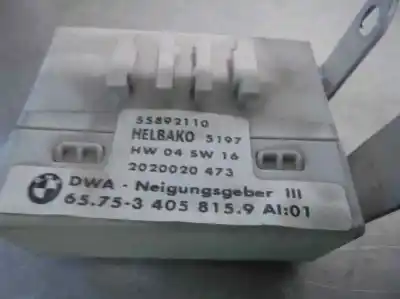 55892110
HELBAKO 5197
HW 04 SW 16
2020020 473
DWA - Neigungsgeber III
65.75-3 405 815.9 AI:01